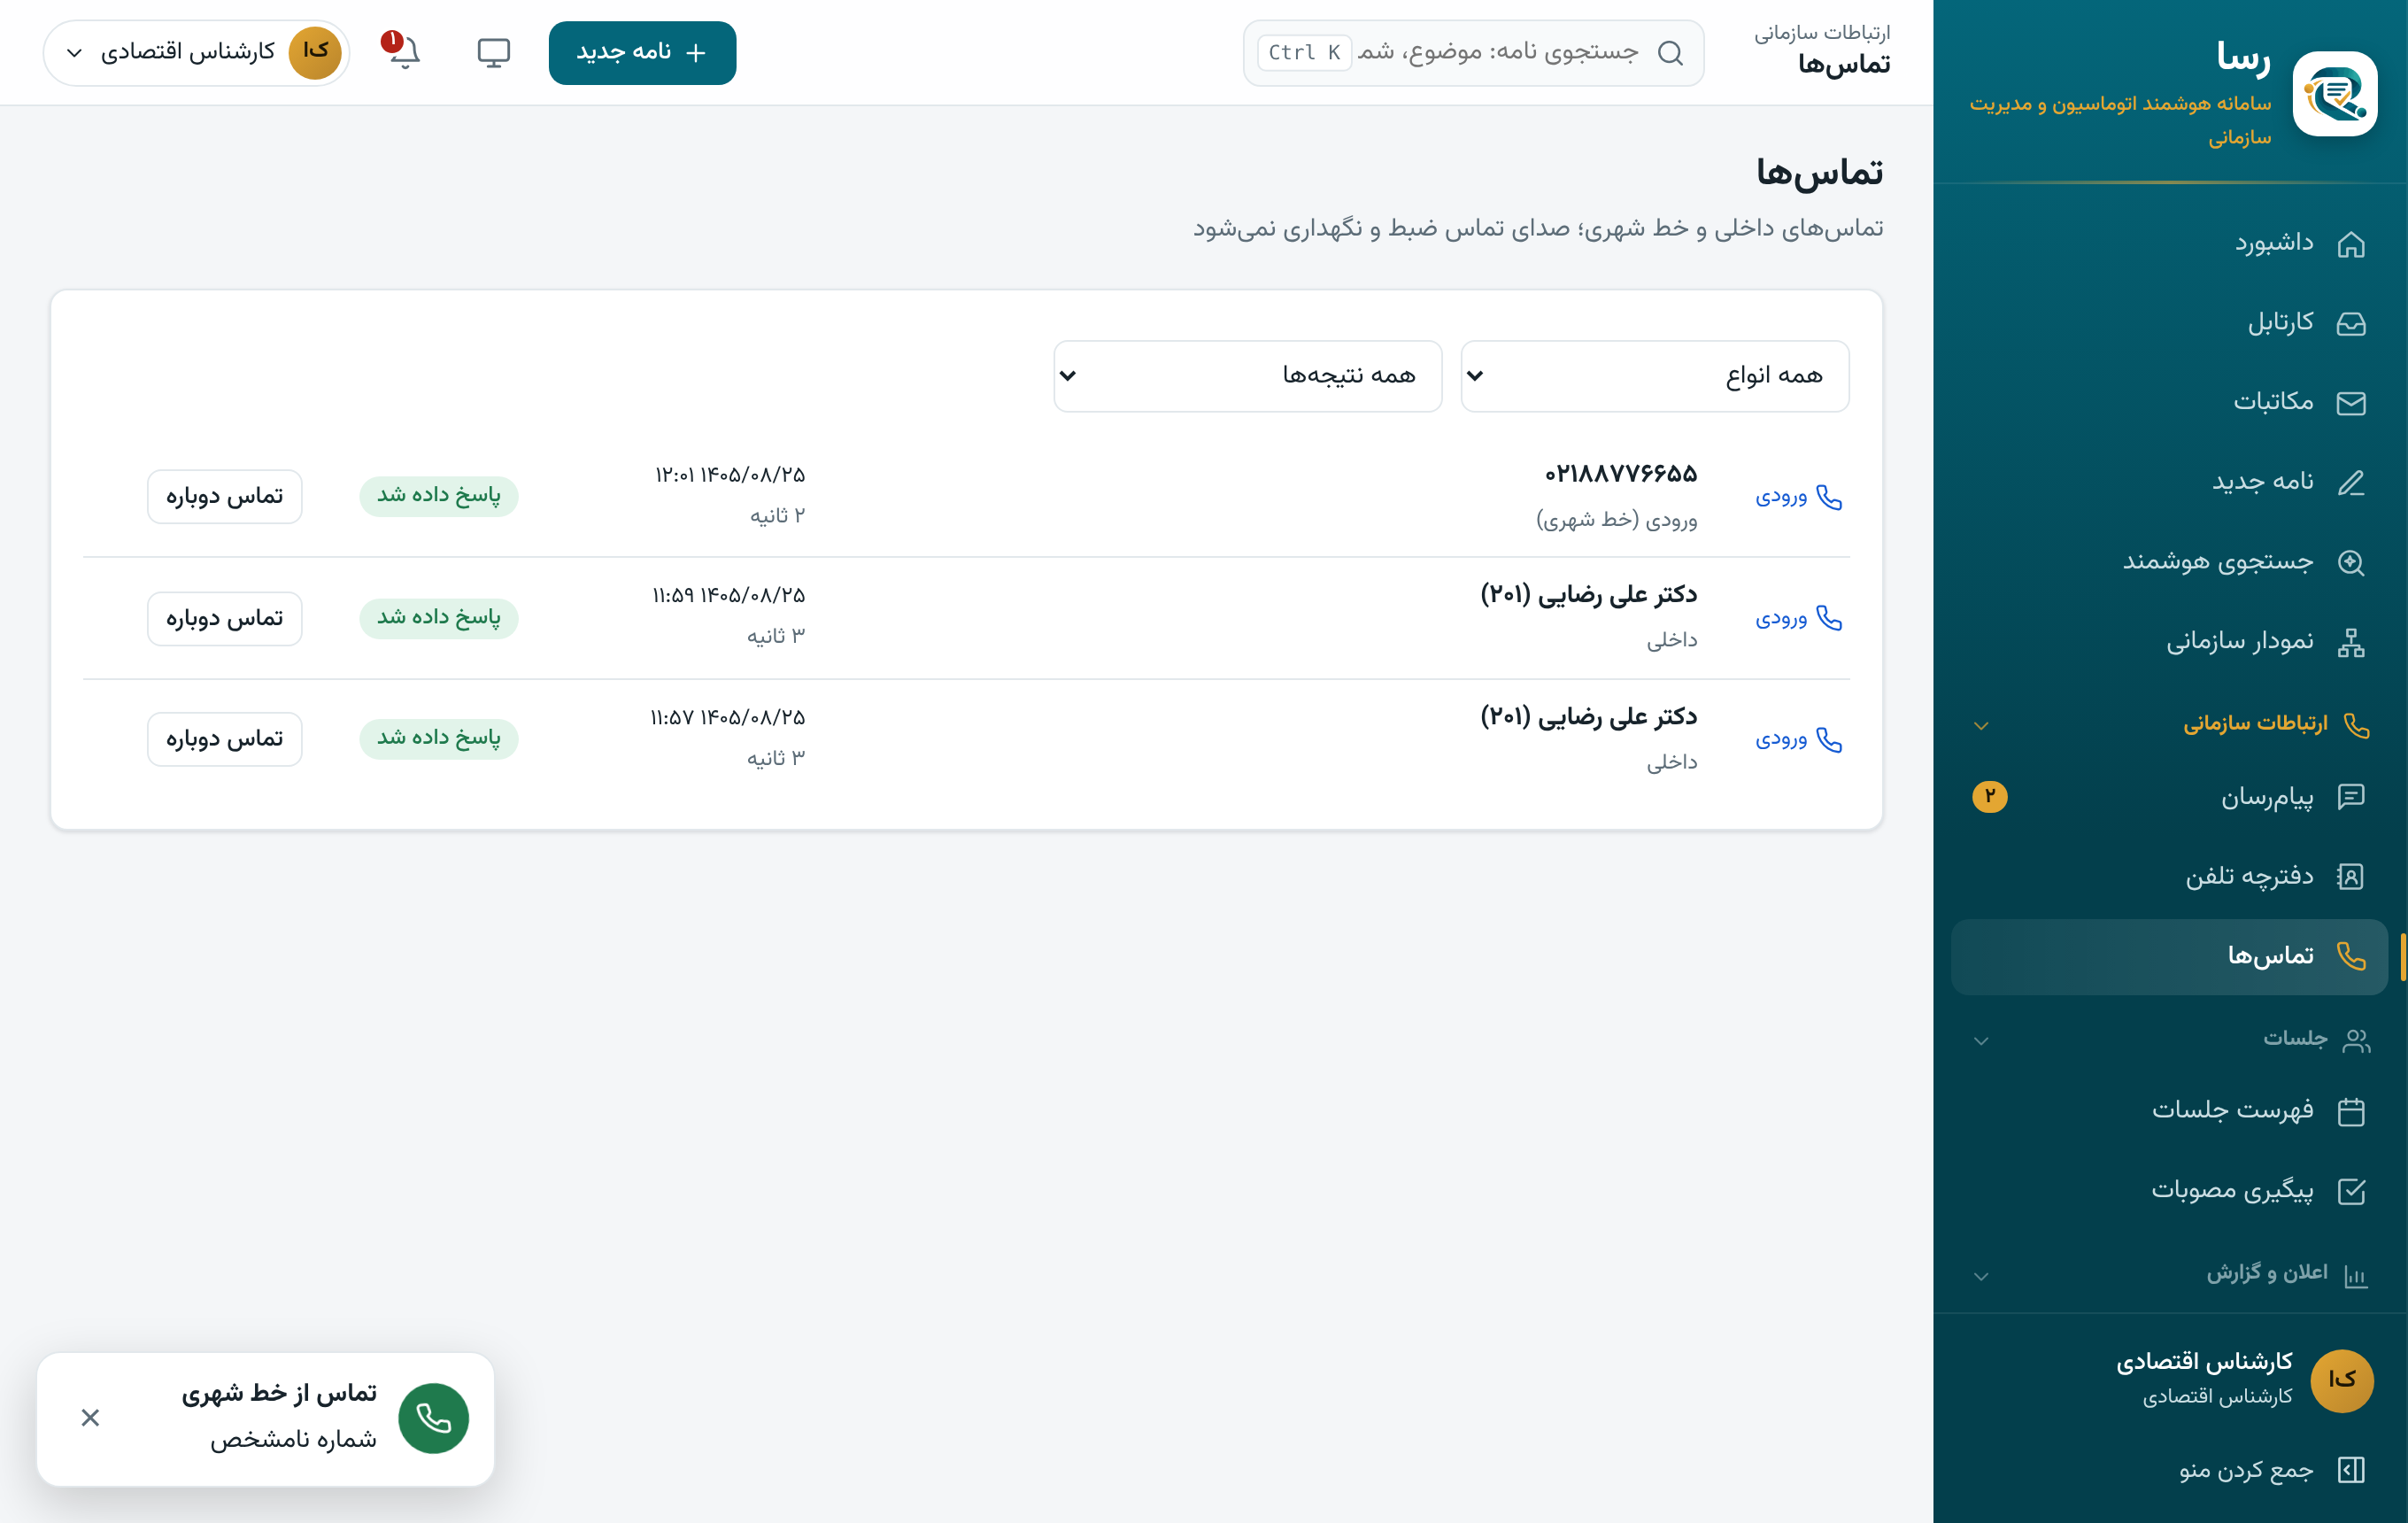 رسا
سامانه هوشمند اتوماسیون و مدیریت
سازمانی
داشبورد
کارتابل
مکاتبات
نامه جدید
جستجوی هوشمند
نمودار سازمانی
ارتباطات سازمانی
پیام‌رسان
۲
دفترچه تلفن
تماس‌ها
جلسات
فهرست جلسات
پیگیری مصوبات
اعلان و گزارش
ک‌ا
کارشناس اقتصادی
کارشناس اقتصادی
جمع کردن منو
ارتباطات سازمانی
تماس‌ها
جستجوی نامه: موضوع، شم
Ctrl K
نامه جدید
۱
ک‌ا
کارشناس اقتصادی
تماس‌ها
تماس‌های داخلی و خط شهری؛ صدای تماس ضبط و نگهداری نمی‌شود
همه انواع
همه نتیجه‌ها
ورودی
۰۲۱۸۸۷۷۶۶۵۵
ورودی (خط شهری)
۱۴۰۵/۰۸/۲۵ ۱۲:۰۱
۲ ثانیه
پاسخ داده شد
تماس دوباره
ورودی
دکتر علی رضایی (۲۰۱)
داخلی
۱۴۰۵/۰۸/۲۵ ۱۱:۵۹
۳ ثانیه
پاسخ داده شد
تماس دوباره
ورودی
دکتر علی رضایی (۲۰۱)
داخلی
۱۴۰۵/۰۸/۲۵ ۱۱:۵۷
۳ ثانیه
پاسخ داده شد
تماس دوباره
تماس از خط شهری
شماره نامشخص